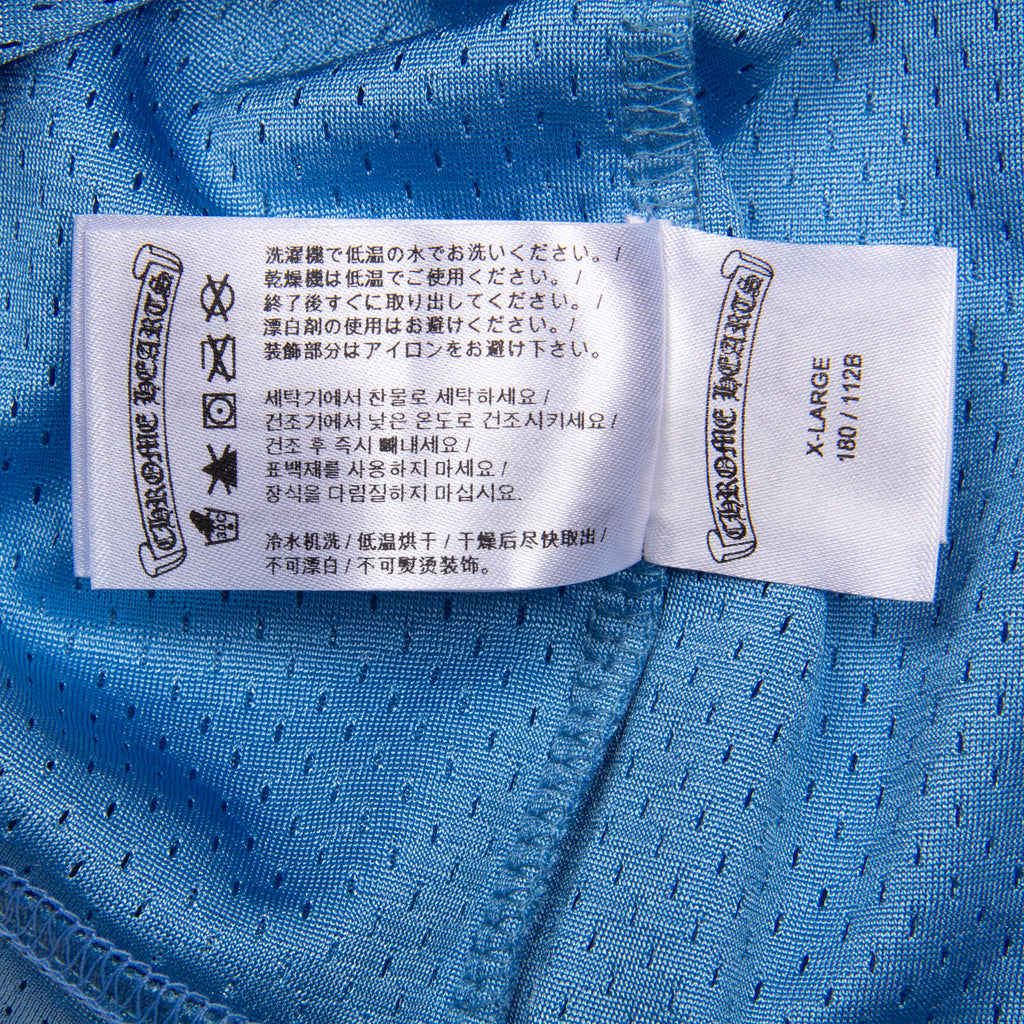 CHROME HEARTS
洗濯機で低温の水でお洗いください。/
乾燥機は低温でご使用ください。 /
終了後すぐに取り出してください。 /
漂白剤の使用はお避けください。/
装飾部分はアイロンをお避け下さい。
세탁기에서 찬물로 세탁하세요 /
건조기에서 낮은 온도로 건조시키세요 /
건조 후 즉시 빼내세요 /
표백제를 사용하지 마세요 /
장식을 다림질하지 마십시요.
冷水机洗 / 低温烘干 / 干燥后尽快取出 /
不可漂白 / 不可熨烫装饰。
CHROME HEARTS
X-LARGE
180 / 112B